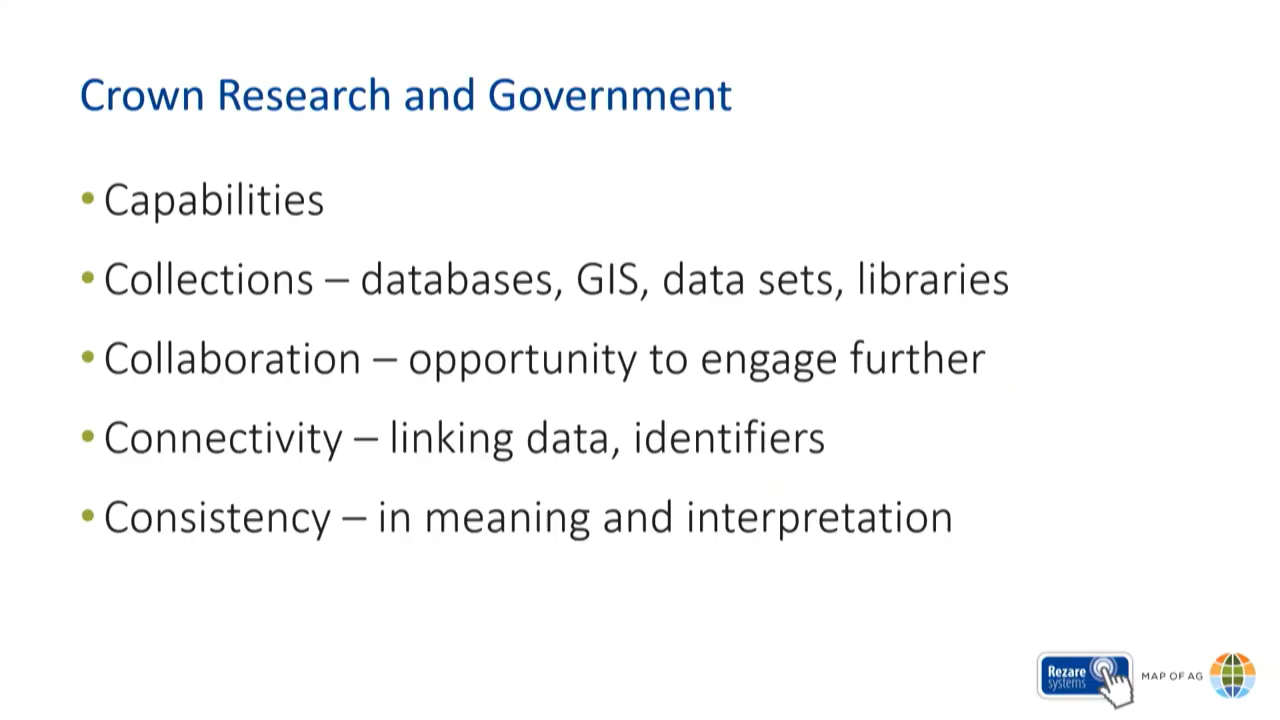 Crown Research and Government
• Capabilities
• Collections – databases, GIS, data sets, libraries
• Collaboration – opportunity to engage further
• Connectivity – linking data, identifiers
• Consistency – in meaning and interpretation
Rezare
systems
MAP OF AG